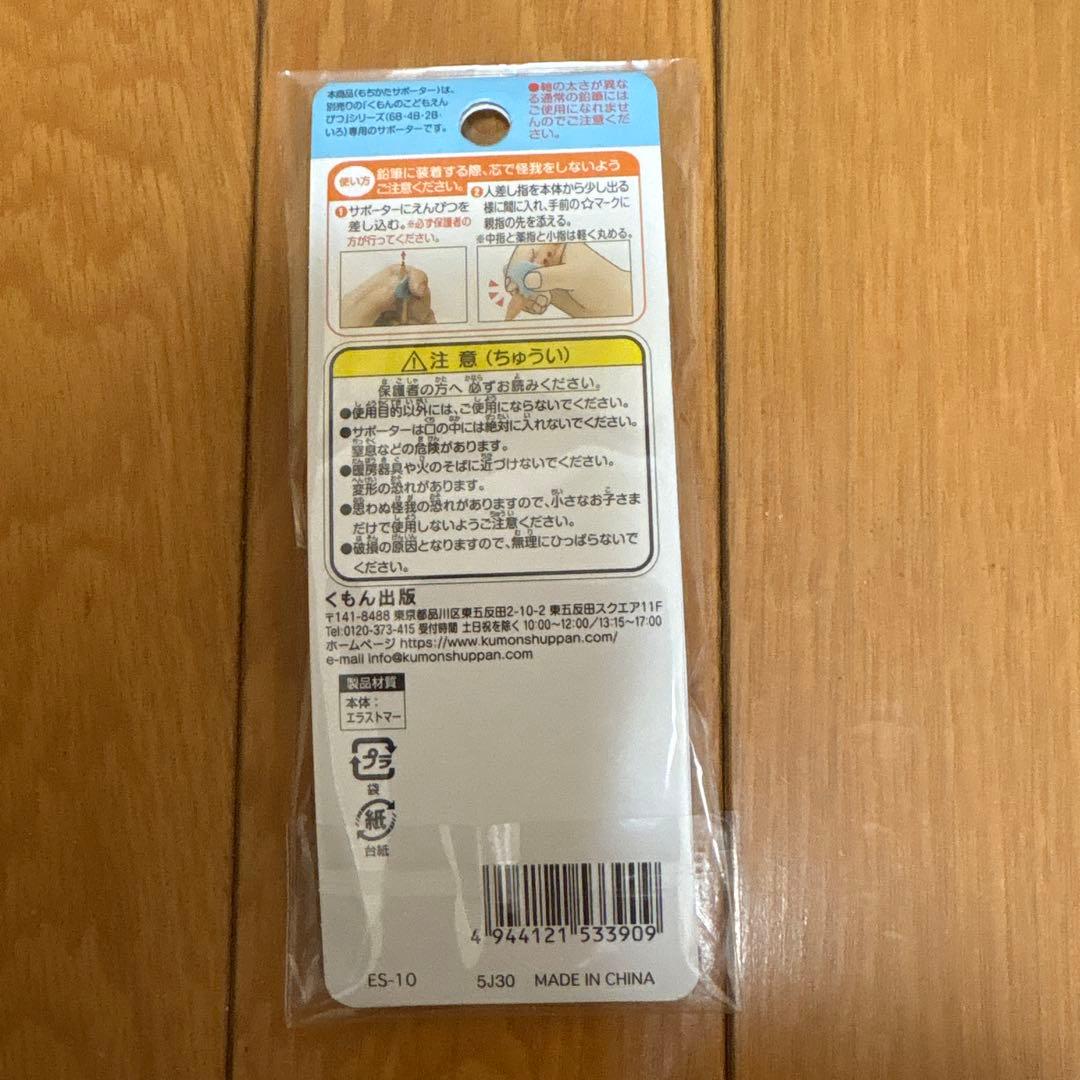 本商品(もちかたサポーター)は、
別売りの「くもんのこどもえん
ぴつ」シリーズ(6B・4B・2B・
いろ)専用のサポーターです。
●軸の太さが異な
る通常の鉛筆には
ご使用になれませ
んのでご注意くだ
さい。
使い方 鉛筆に装着する際、芯で怪我をしないよう
ご注意ください。
❶サポーターにえんぴつを
差し込む。※必ず保護者の
方が行ってください。
❷人差し指を本体から少し出る
様に間に入れ、手前の☆マークに
親指の先を添える。
※中指と薬指と小指は軽く丸める。
⚠注意(ちゅうい)
保護者の方へ 必ずお読みください。
●使用目的以外には、ご使用にならないでください。
●サポーターは口の中には絶対に入れないでください。
窒息などの危険があります。
●暖房器具や火のそばに近づけないでください。
変形の恐れがあります。
●思わぬ怪我の恐れがありますので、小さなお子さま
だけで使用しないようご注意ください。
●破損の原因となりますので、無理にひっぱらないで
ください。
くもん出版
〒141-8488 東京都品川区東五反田2-10-2 東五反田スクエア11F
Tel:0120-373-415 受付時間 土日祝を除く 10:00~12:00/13:15~17:00
ホームページ https://www.kumonshuppan.com/
e-mail info@kumonshuppan.com
製品材質
本体:
エラストマー
プラ
袋
紙
台紙
4 944121 533909
ES-10 5J30 MADE IN CHINA